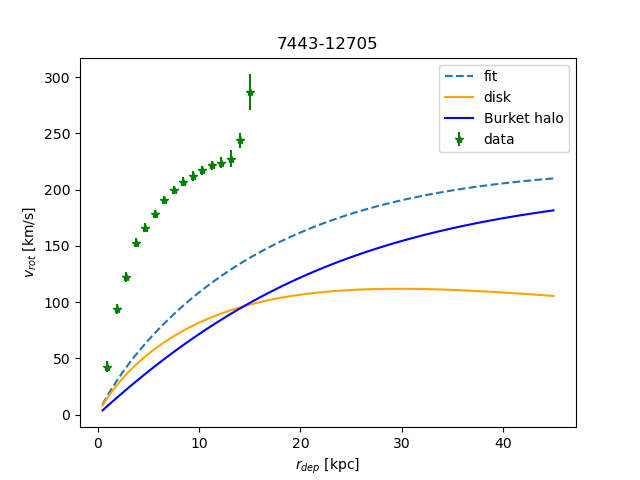 7443-12705
300
250
200
150
100
50
0
v_rot [km/s]
fit
disk
Burket halo
data
0 10 20 30 40
r_dep [kpc]